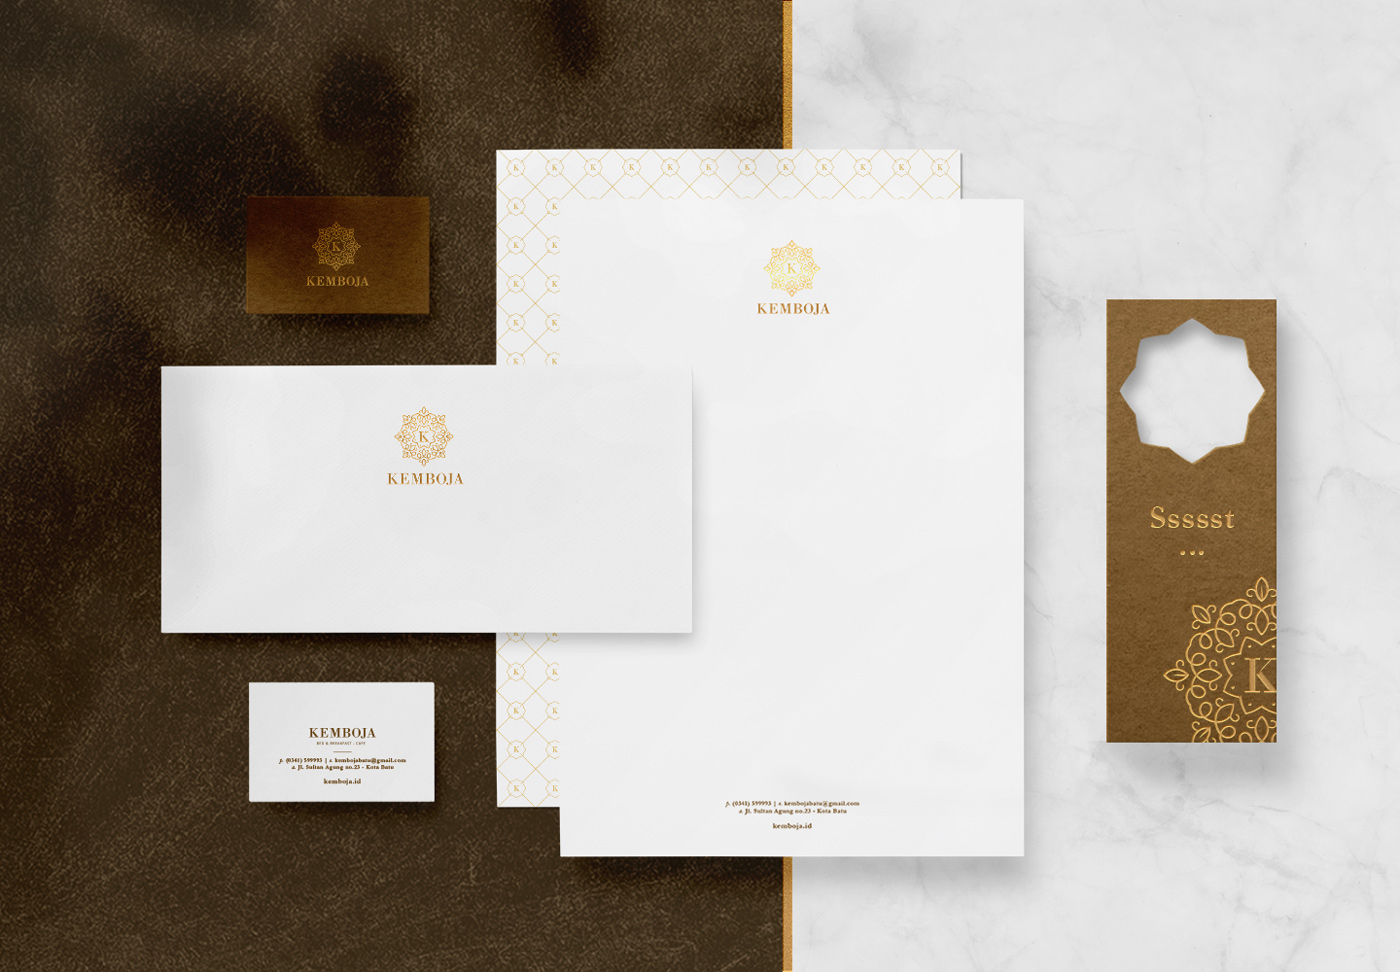 K
KEMBOJA
K
KEMBOJA
K
KEMBOJA
Ssssst
...
K
KEMBOJA
BED & BREAKFAST - CAFE
p. (0341) 599993 | e. kembojabatu@gmail.com
a. Jl. Sultan Agung no.23 - Kota Batu
kemboja.id
p. (0341) 599993 | e. kembojabatu@gmail.com
a. Jl. Sultan Agung no.23 - Kota Batu
kemboja.id